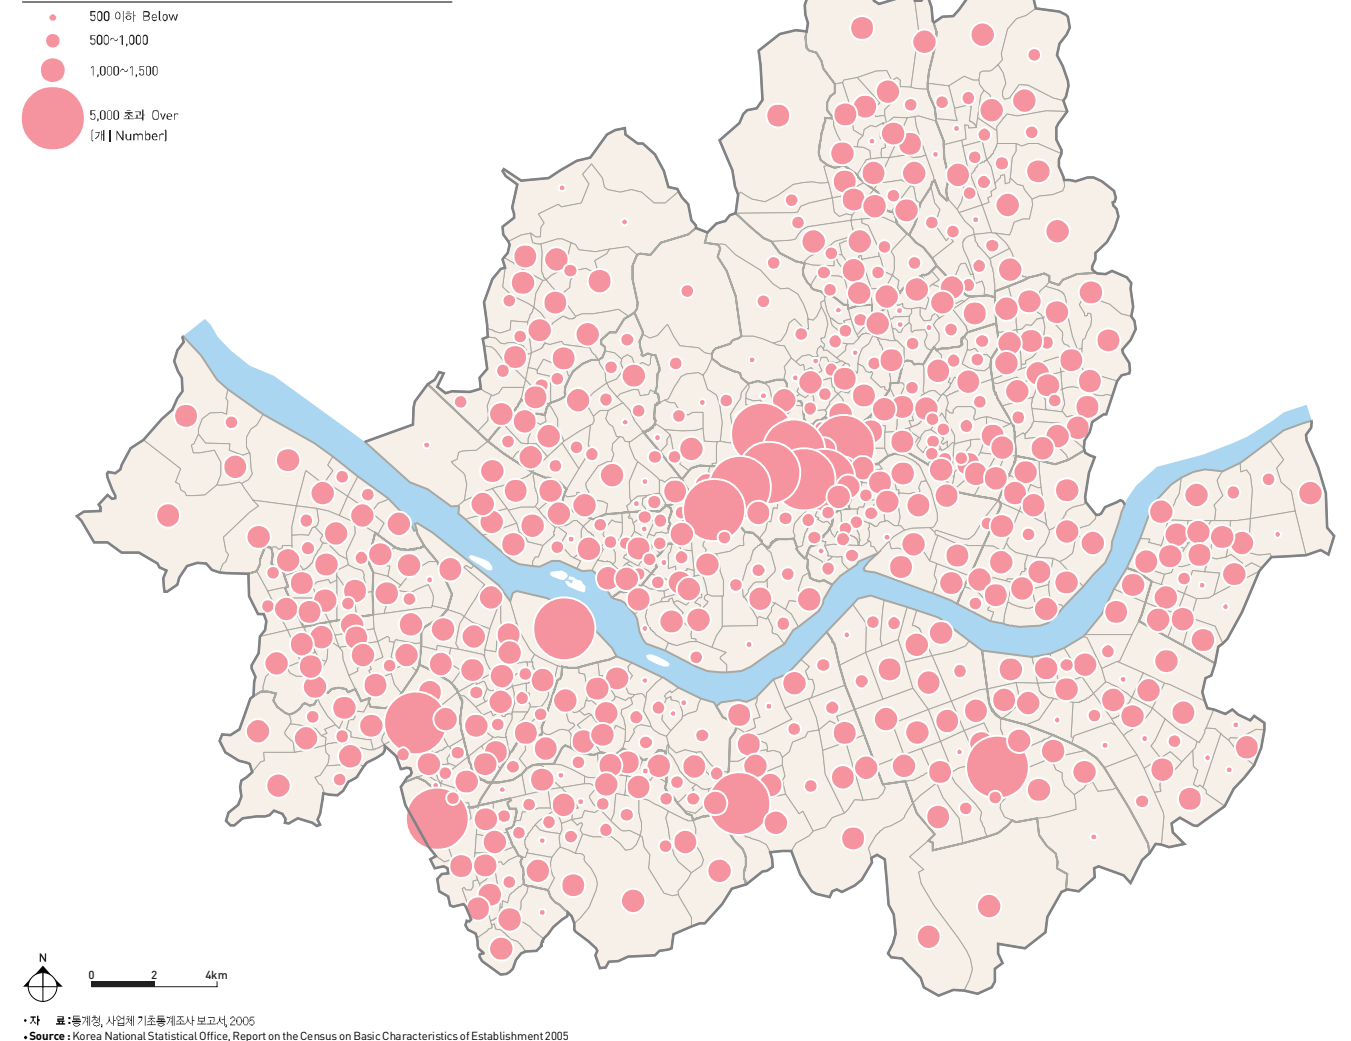 500 이하 Below
500~1,000
1,000~1,500
5,000 초과 Over
[개 | Number]
N
0 2 4km
• 자 료 : 통계청, 사업체 기초통계조사 보고서, 2005
• Source : Korea National Statistical Office, Report on the Census on Basic Characteristics of Establishment 2005